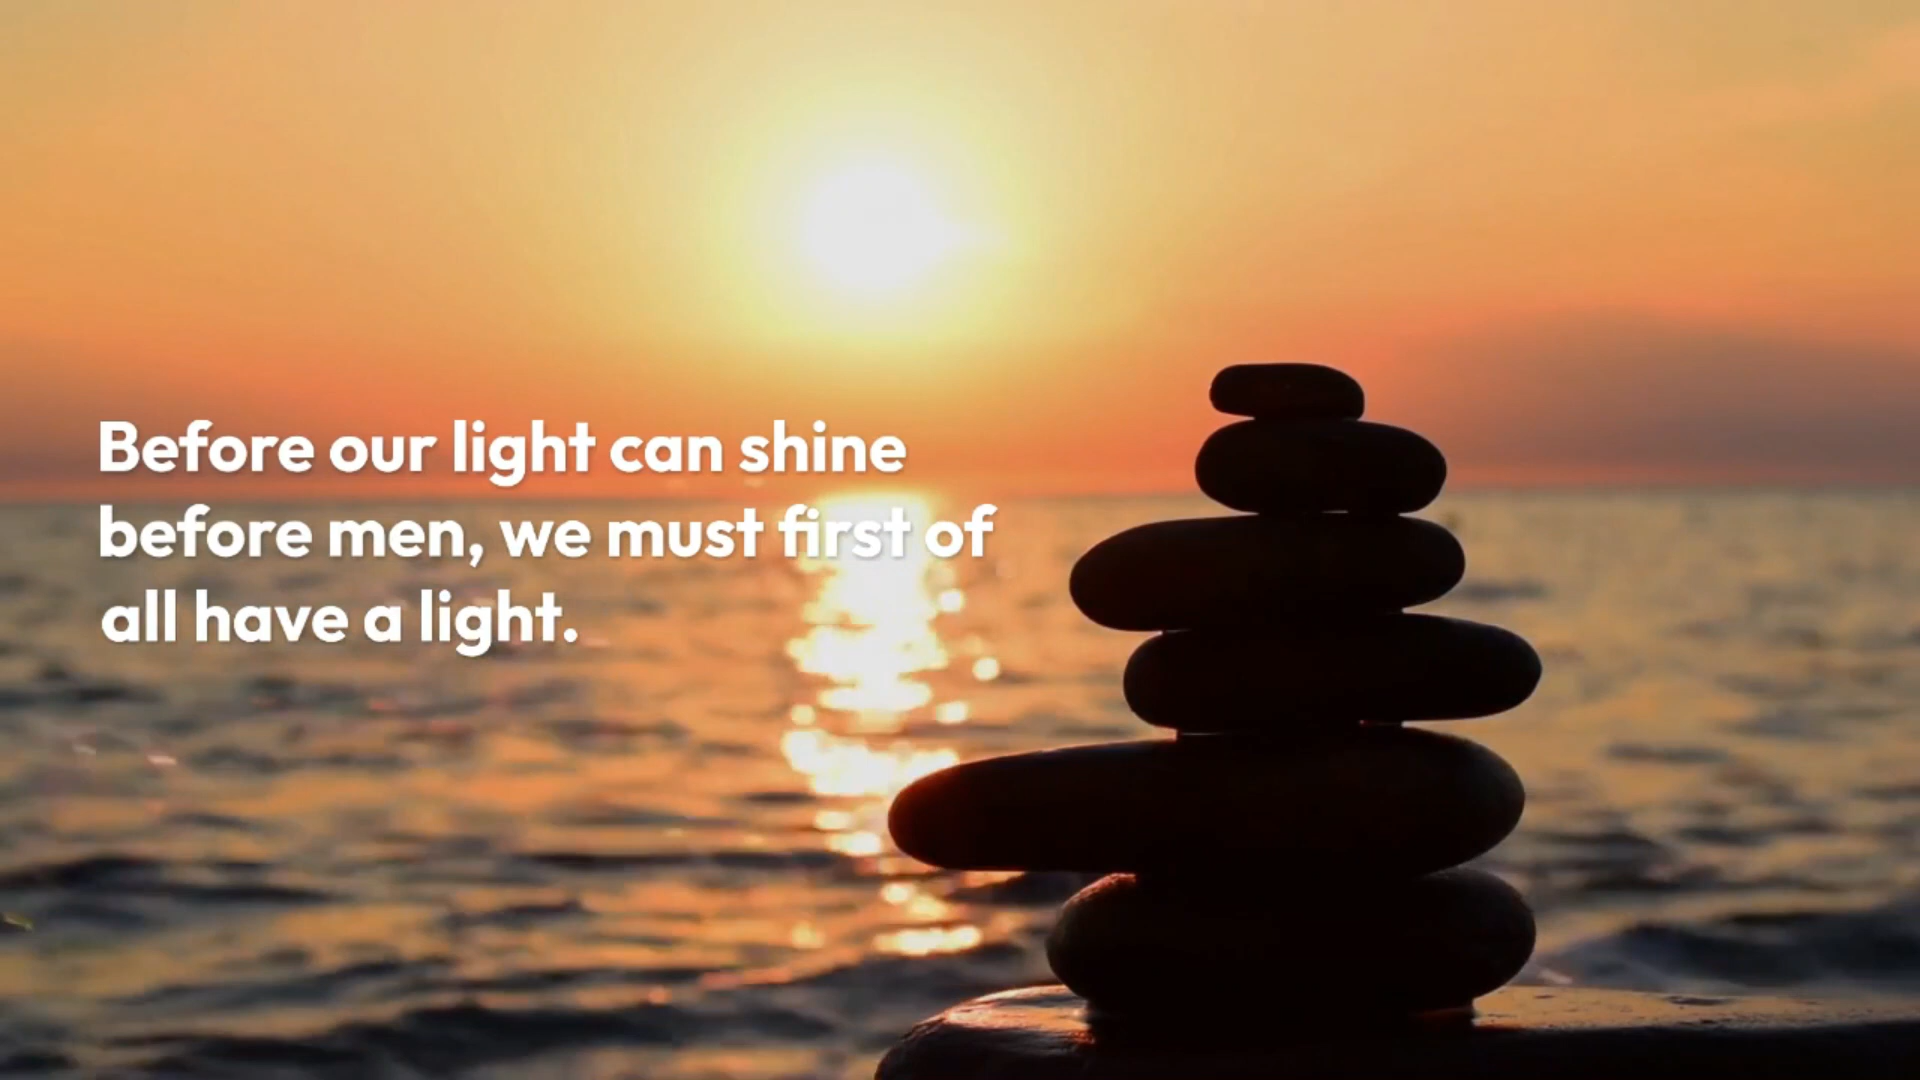 Before our light can shine
before men, we must first of
all have a light.